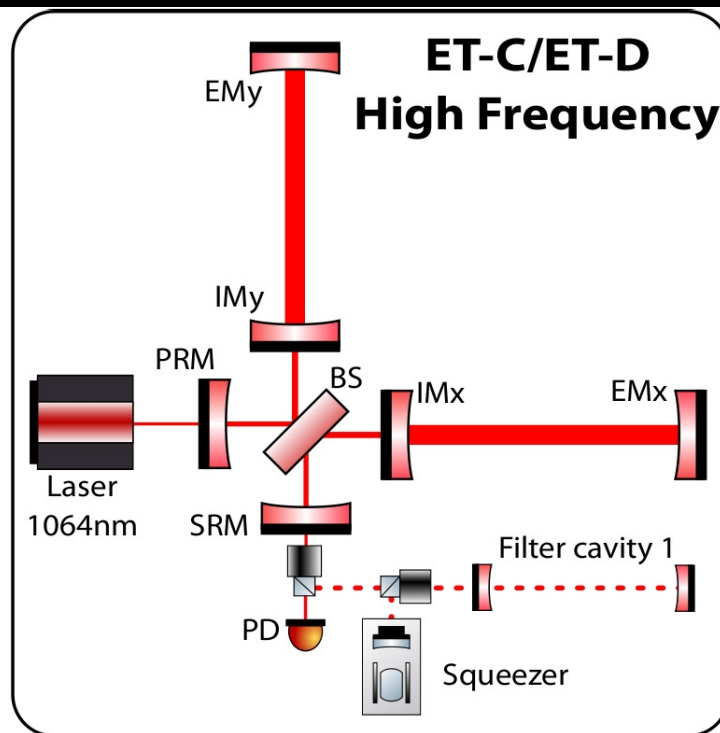 ET-C/ET-D
High Frequency
EMy
IMy
PRM
BS
IMx
EMx
Laser
1064nm
SRM
Filter cavity 1
PD
Squeezer